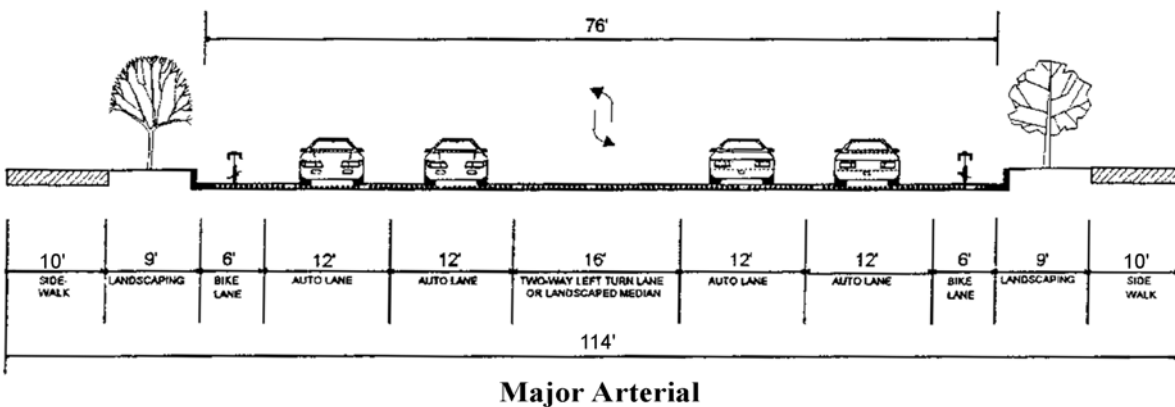 76'
10' 9' 6' 12' 12' 16' 12' 12' 6' 9' 10'
SIDE-
WALK
LANDSCAPING
BIKE
LANE
AUTO LANE
AUTO LANE
TWO-WAY LEFT TURN LANE
OR LANDSCAPED MEDIAN
AUTO LANE
AUTO LANE
BIKE
LANE
LANDSCAPING
SIDE
WALK
114'
Major Arterial